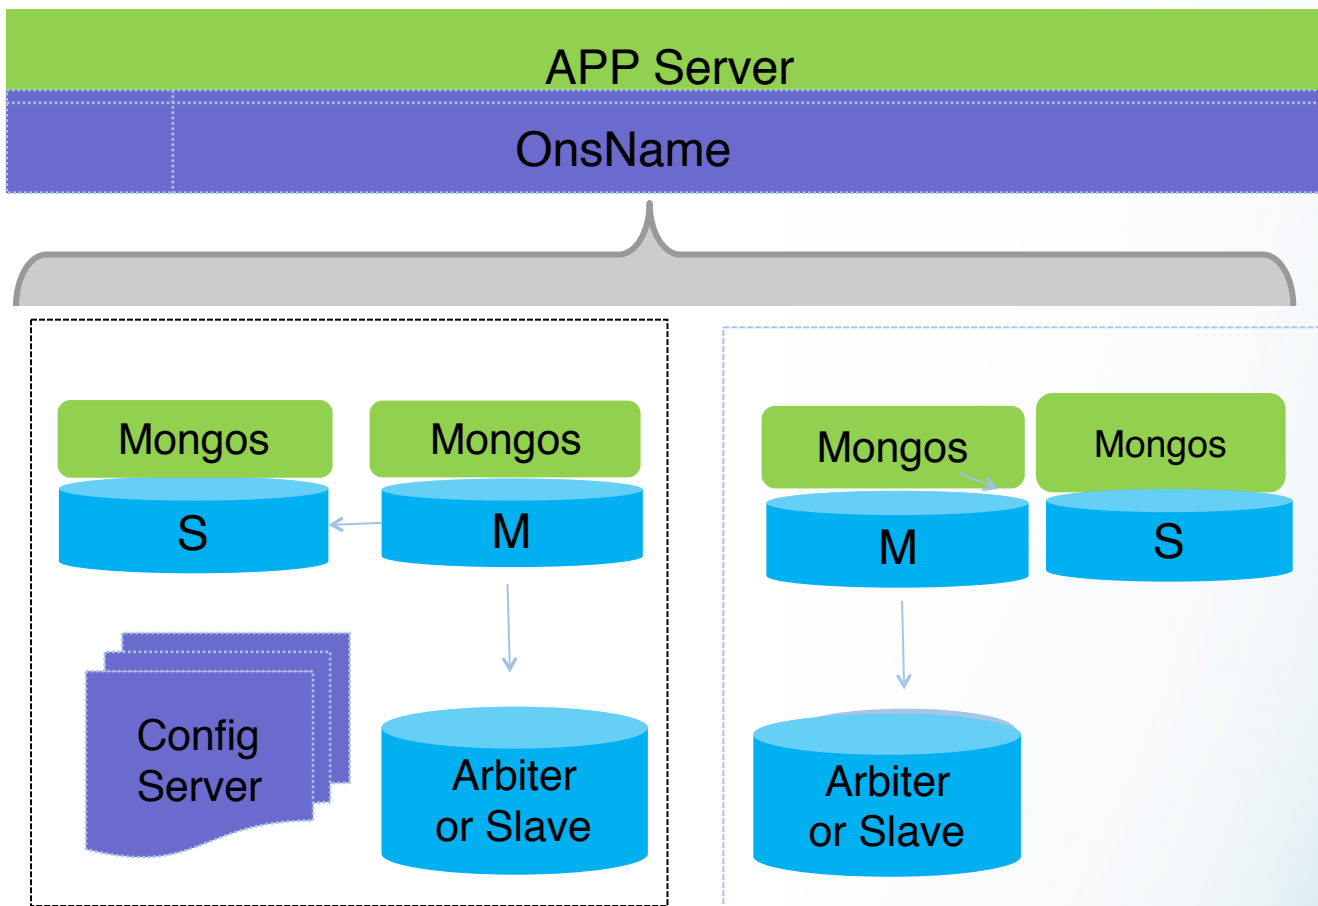 APP Server
OnsName
Mongos
Mongos
S
M
Config
Server
Arbiter
or Slave
Mongos
Mongos
M
S
Arbiter
or Slave